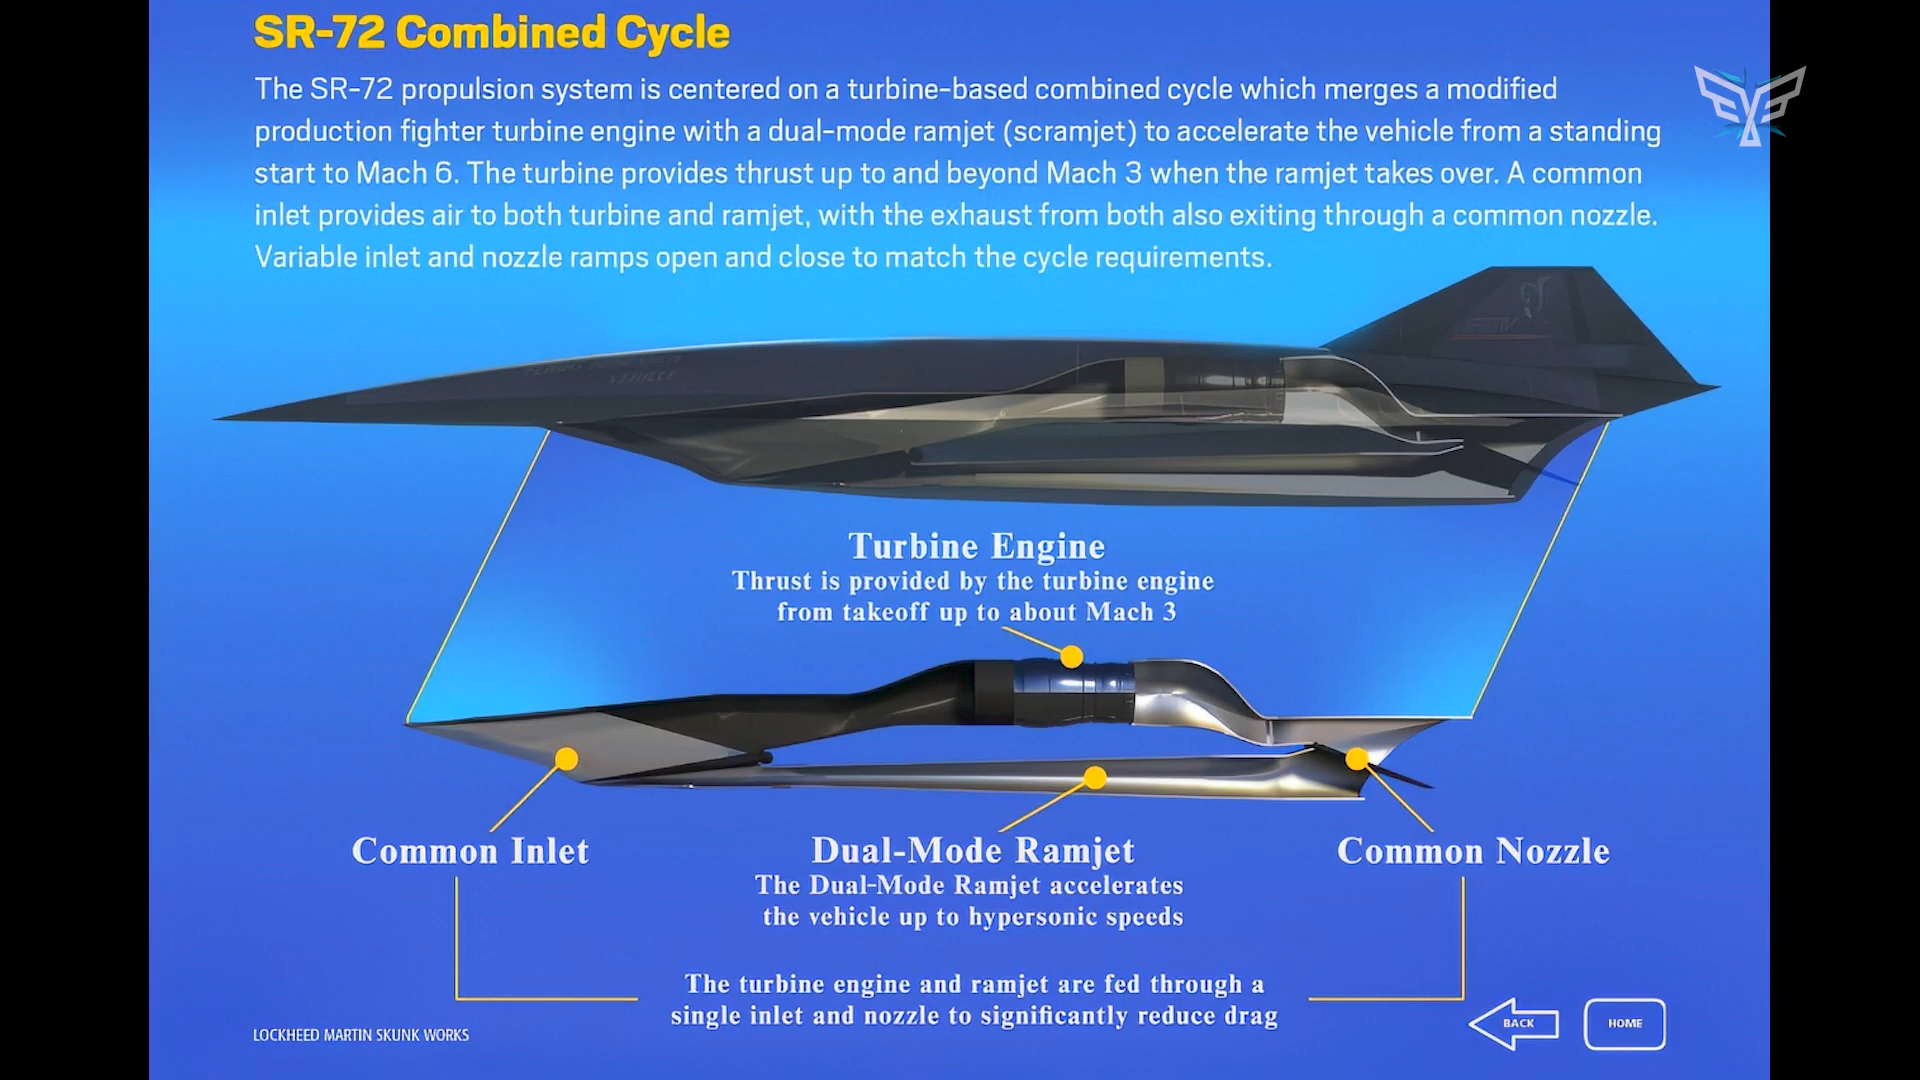 SR-72 Combined Cycle
The SR-72 propulsion system is centered on a turbine-based combined cycle which merges a modified
production fighter turbine engine with a dual-mode ramjet (scramjet) to accelerate the vehicle from a standing
start to Mach 6. The turbine provides thrust up to and beyond Mach 3 when the ramjet takes over. A common
inlet provides air to both turbine and ramjet, with the exhaust from both also exiting through a common nozzle.
Variable inlet and nozzle ramps open and close to match the cycle requirements.
Turbine Engine
Thrust is provided by the turbine engine
from takeoff up to about Mach 3
Common Inlet
Dual-Mode Ramjet
The Dual-Mode Ramjet accelerates
the vehicle up to hypersonic speeds
Common Nozzle
The turbine engine and ramjet are fed through a
single inlet and nozzle to significantly reduce drag
LOCKHEED MARTIN SKUNK WORKS
BACK
HOME